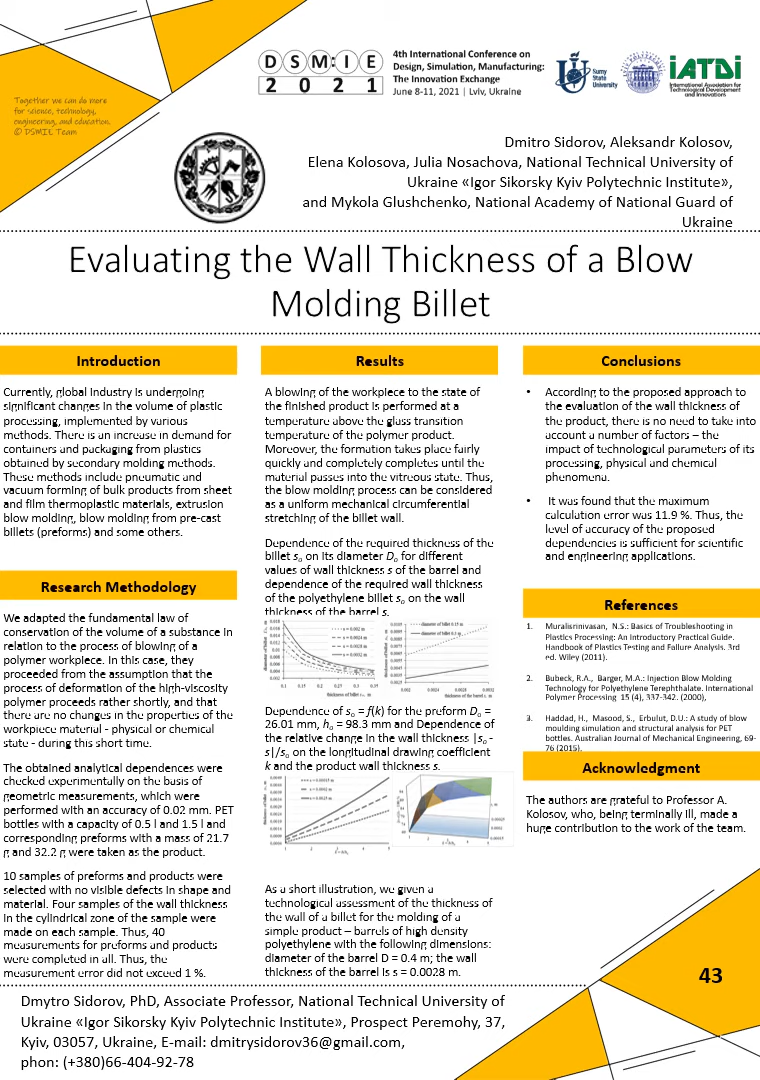 Together we can do more
for science, technology,
engineering, and education.
© DSMIE Team
D S M : I E
2 0 2 1
4th International Conference on
Design, Simulation, Manufacturing:
The Innovation Exchange
June 8-11, 2021 | Lviv, Ukraine
Sumy
State
University
IATDI
International Association for
Technological Development
and Innovations
Dmitro Sidorov, Aleksandr Kolosov,
Elena Kolosova, Julia Nosachova, National Technical University of
Ukraine «Igor Sikorsky Kyiv Polytechnic Institute»,
and Mykola Glushchenko, National Academy of National Guard of
Ukraine
Evaluating the Wall Thickness of a Blow
Molding Billet
Introduction
Currently, global industry is undergoing
significant changes in the volume of plastic
processing, implemented by various
methods. There is an increase in demand for
containers and packaging from plastics
obtained by secondary molding methods.
These methods include pneumatic and
vacuum forming of bulk products from sheet
and film thermoplastic materials, extrusion
blow molding, blow molding from pre-cast
billets (preforms) and some others.
Research Methodology
We adapted the fundamental law of
conservation of the volume of a substance in
relation to the process of blowing of a
polymer workpiece. In this case, they
proceeded from the assumption that the
process of deformation of the high-viscosity
polymer proceeds rather shortly, and that
there are no changes in the properties of the
workpiece material - physical or chemical
state - during this short time.
The obtained analytical dependences were
checked experimentally on the basis of
geometric measurements, which were
performed with an accuracy of 0.02 mm. PET
bottles with a capacity of 0.5 l and 1.5 l and
corresponding preforms with a mass of 21.7
g and 32.2 g were taken as the product.
10 samples of preforms and products were
selected with no visible defects in shape and
material. Four samples of the wall thickness
in the cylindrical zone of the sample were
made on each sample. Thus, 40
measurements for preforms and products
were completed in all. Thus, the
measurement error did not exceed 1 %.
Results
A blowing of the workpiece to the state of
the finished product is performed at a
temperature above the glass transition
temperature of the polymer product.
Moreover, the formation takes place fairly
quickly and completely completes until the
material passes into the vitreous state. Thus,
the blow molding process can be considered
as a uniform mechanical circumferential
stretching of the billet wall.
Dependence of the required thickness of the
billet s₀ on its diameter D₀ for different
values of wall thickness s of the barrel and
dependence of the required wall thickness
of the polyethylene billet s₀ on the wall
thickness of the barrel s.
Dependence of s₀ = f(k) for the preform D₀ =
26.01 mm, h₀ = 98.3 mm and Dependence of
the relative change in the wall thickness |s₀ -
s|/s₀ on the longitudinal drawing coefficient
k and the product wall thickness s.
As a short illustration, we given a
technological assessment of the thickness of
the wall of a billet for the molding of a
simple product – barrels of high density
polyethylene with the following dimensions:
diameter of the barrel D = 0.4 m; the wall
thickness of the barrel is s = 0.0028 m.
Conclusions
• According to the proposed approach to
the evaluation of the wall thickness of
the product, there is no need to take into
account a number of factors – the
impact of technological parameters of its
processing, physical and chemical
phenomena.
• It was found that the maximum
calculation error was 11.9 %. Thus, the
level of accuracy of the proposed
dependencies is sufficient for scientific
and engineering applications.
References
1. Muralisrinivasan, N.S.: Basics of Troubleshooting in
Plastics Processing: An Introductory Practical Guide.
Handbook of Plastics Testing and Failure Analysis. 3rd
ed. Wiley (2011).
2. Bubeck, R.A., Barger, M.A.: Injection Blow Molding
Technology for Polyethylene Terephthalate. International
Polymer Processing 15 (4), 337-342. (2000),
3. Haddad, H., Masood, S., Erbulut, D.U.: A study of blow
moulding simulation and structural analysis for PET
bottles. Australian Journal of Mechanical Engineering, 69-
76 (2015).
Acknowledgment
The authors are grateful to Professor A.
Kolosov, who, being terminally ill, made a
huge contribution to the work of the team.
43
Dmytro Sidorov, PhD, Associate Professor, National Technical University of
Ukraine «Igor Sikorsky Kyiv Polytechnic Institute», Prospect Peremohy, 37,
Kyiv, 03057, Ukraine, E-mail: dmitrysidorov36@gmail.com,
phon: (+380)66-404-92-78